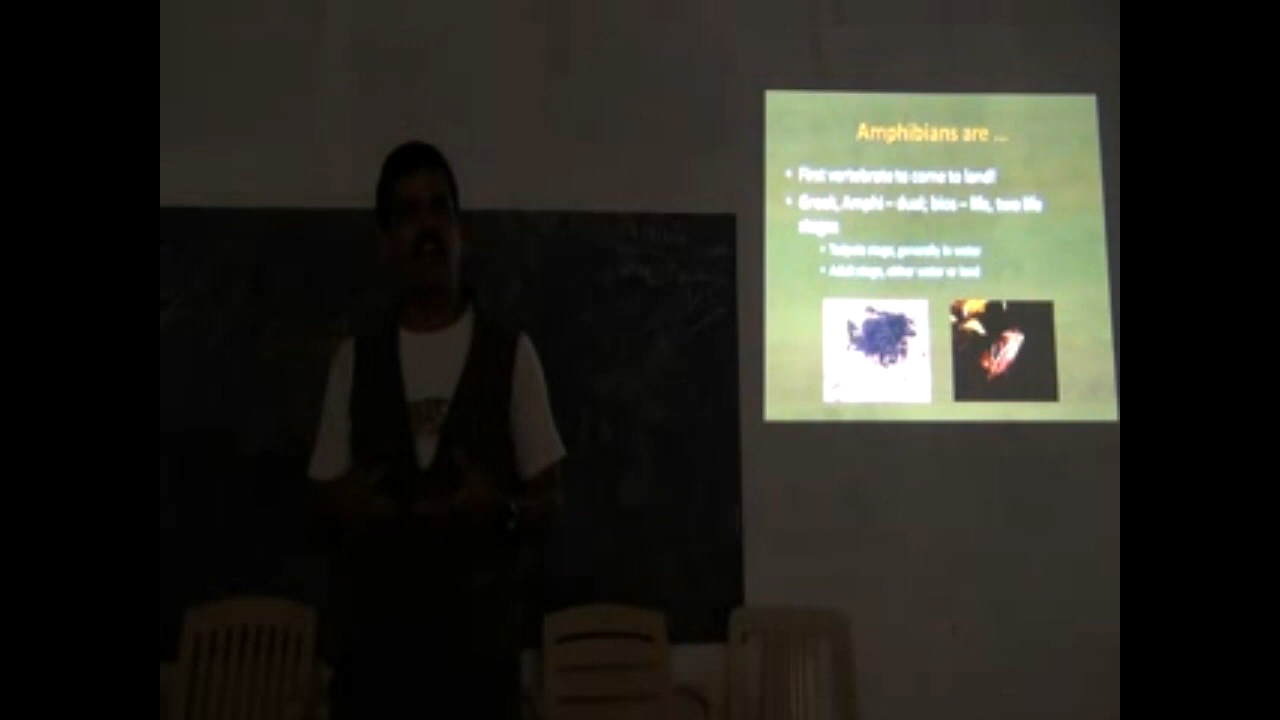 Amphibians are ...
• First vertebrate to come to land!
• Greek, Amphi – dual; bios – life, two life
stages
• Tadpole stage, generally in water
• Adult stage, either water or land